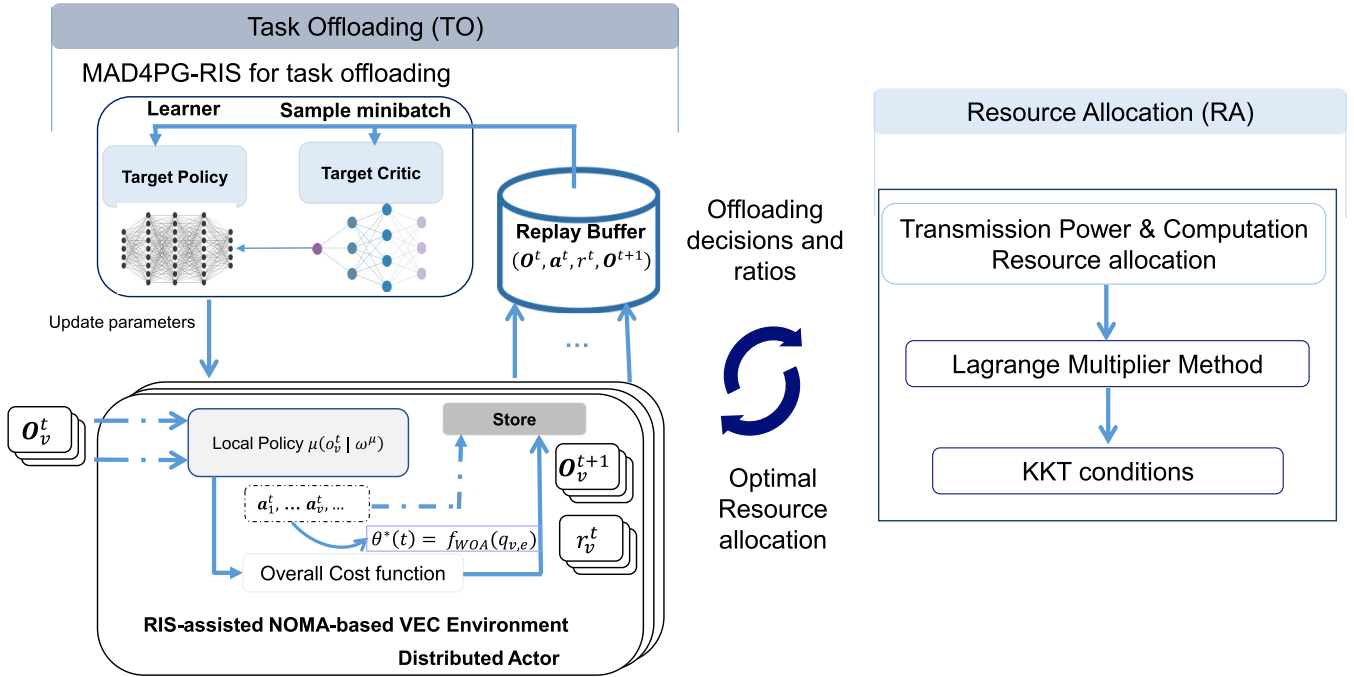 Task Offloading (TO)
MAD4PG-RIS for task offloading
Learner
Sample minibatch
Target Policy
Target Critic
Replay Buffer
(𝑶^t, 𝒂^t, r^t, 𝑶^{t+1})
Update parameters
...
𝑶_v^t
Local Policy μ(o_v^t | ω^μ)
Store
𝒂_1^t, ... 𝒂_v^t, ...
θ*(t) = f_{WOA}(q_{v,e})
Overall Cost function
𝑶_v^{t+1}
r_v^t
RIS-assisted NOMA-based VEC Environment
Distributed Actor
Offloading
decisions and
ratios
Optimal
Resource
allocation
Resource Allocation (RA)
Transmission Power & Computation
Resource allocation
Lagrange Multiplier Method
KKT conditions